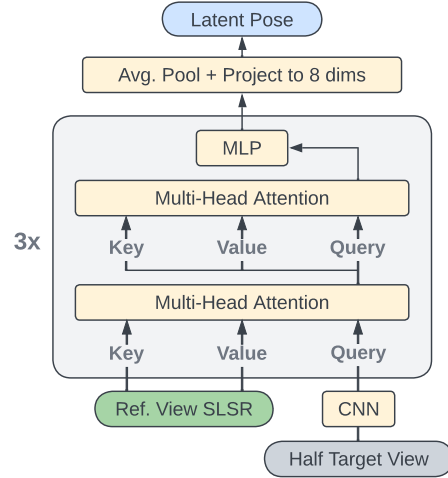 Latent Pose
Avg. Pool + Project to 8 dims
MLP
Multi-Head Attention
3x
Key Value Query
Multi-Head Attention
Key Value Query
Ref. View SLSR
CNN
Half Target View